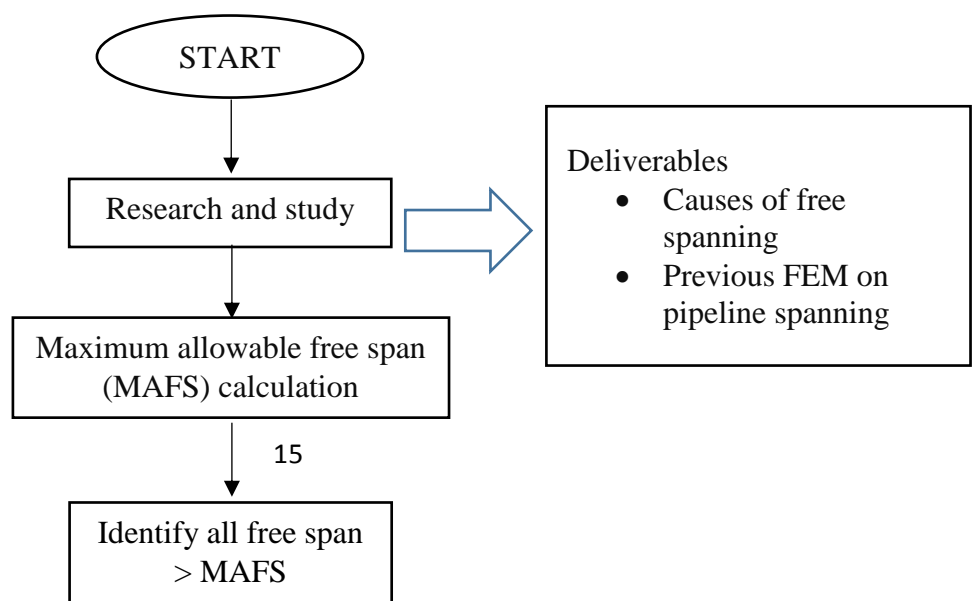 START
Research and study
Deliverables
• Causes of free
spanning
• Previous FEM on
pipeline spanning
Maximum allowable free span
(MAFS) calculation
15
Identify all free span
> MAFS